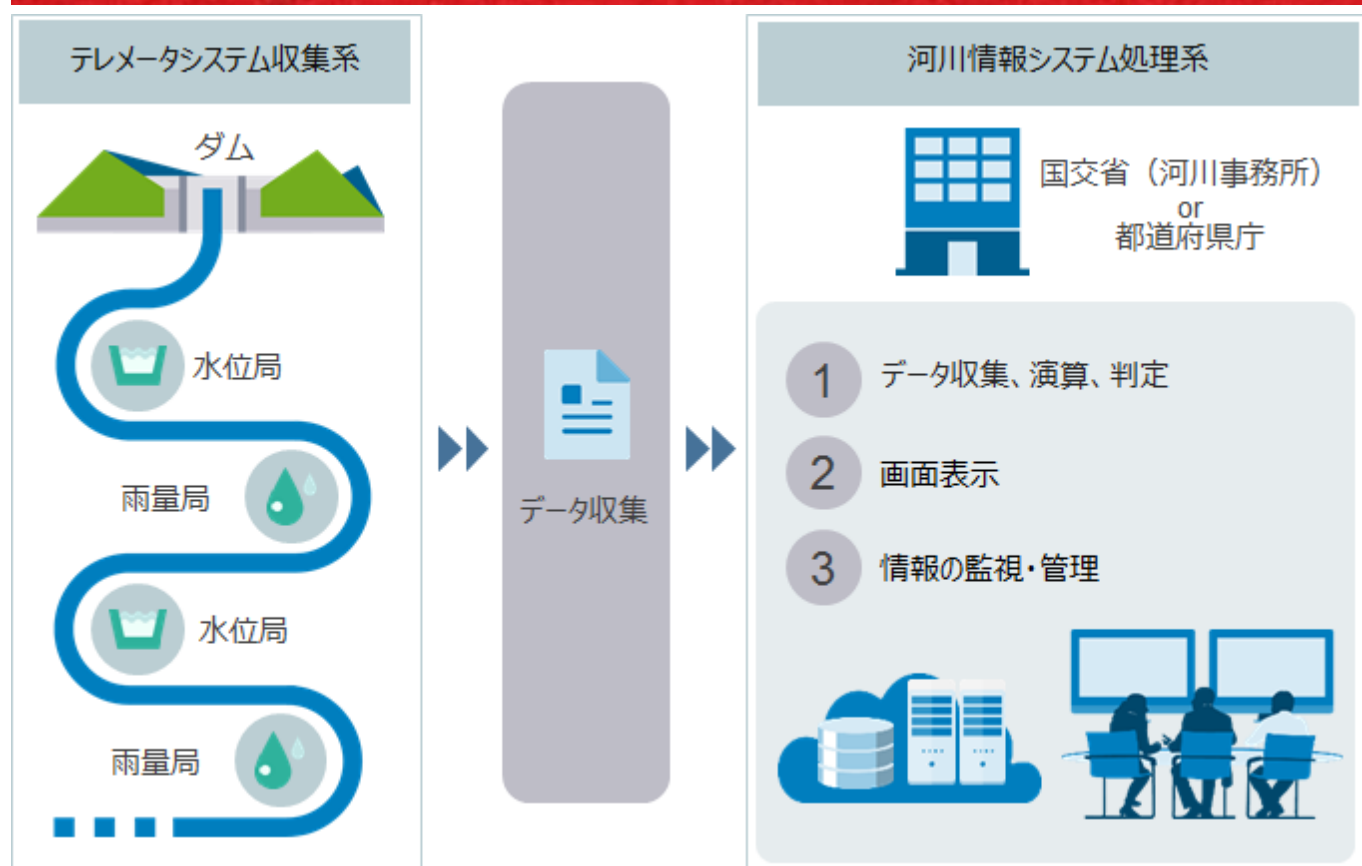 テレメータシステム収集系
ダム
水位局
雨量局
水位局
雨量局
データ収集
河川情報システム処理系
国交省（河川事務所）
or
都道府県庁
1 データ収集、演算、判定
2 画面表示
3 情報の監視・管理